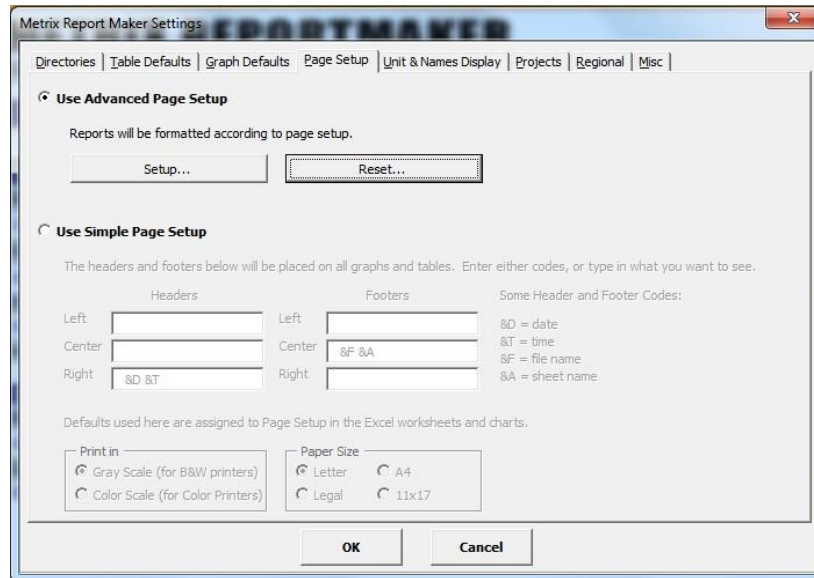 Metrix Report Maker Settings
REPORTMAKER
Directories Table Defaults Graph Defaults Page Setup Unit & Names Display Projects Regional Misc
Use Advanced Page Setup
Reports will be formatted according to page setup.
Setup... Reset...
Use Simple Page Setup
The headers and footers below will be placed on all graphs and tables. Enter either codes, or type in what you want to see.
Headers Footers Some Header and Footer Codes:
Left Left &D = date
&T = time
Center Center &F &A &F = file name
Right &D &T Right &A = sheet name
Defaults used here are assigned to Page Setup in the Excel worksheets and charts.
Print in Paper Size
Gray Scale (for B&W printers) Letter A4
Color Scale (for Color Printers) Legal 11x17
OK Cancel